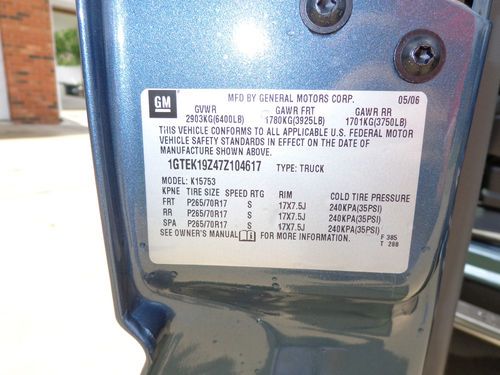 GM
MFD BY GENERAL MOTORS CORP. 05/06
GVWR GAWR FRT GAWR RR
2903KG(6400LB) 1780KG(3925LB) 1701KG(3750LB)
THIS VEHICLE CONFORMS TO ALL APPLICABLE U.S. FEDERAL MOTOR
VEHICLE SAFETY STANDARDS IN EFFECT ON THE DATE OF
MANUFACTURE SHOWN ABOVE.
1GTEK19Z47Z104617 TYPE: TRUCK
MODEL: K15753
KPNE TIRE SIZE SPEED RTG RIM COLD TIRE PRESSURE
FRT P265/70R17 S 17X7.5J 240KPA(35PSI)
RR P265/70R17 S 17X7.5J 240KPA(35PSI)
SPA P265/70R17 S 17X7.5J 240KPA(35PSI)
SEE OWNER'S MANUAL FOR MORE INFORMATION. F 385
T 208